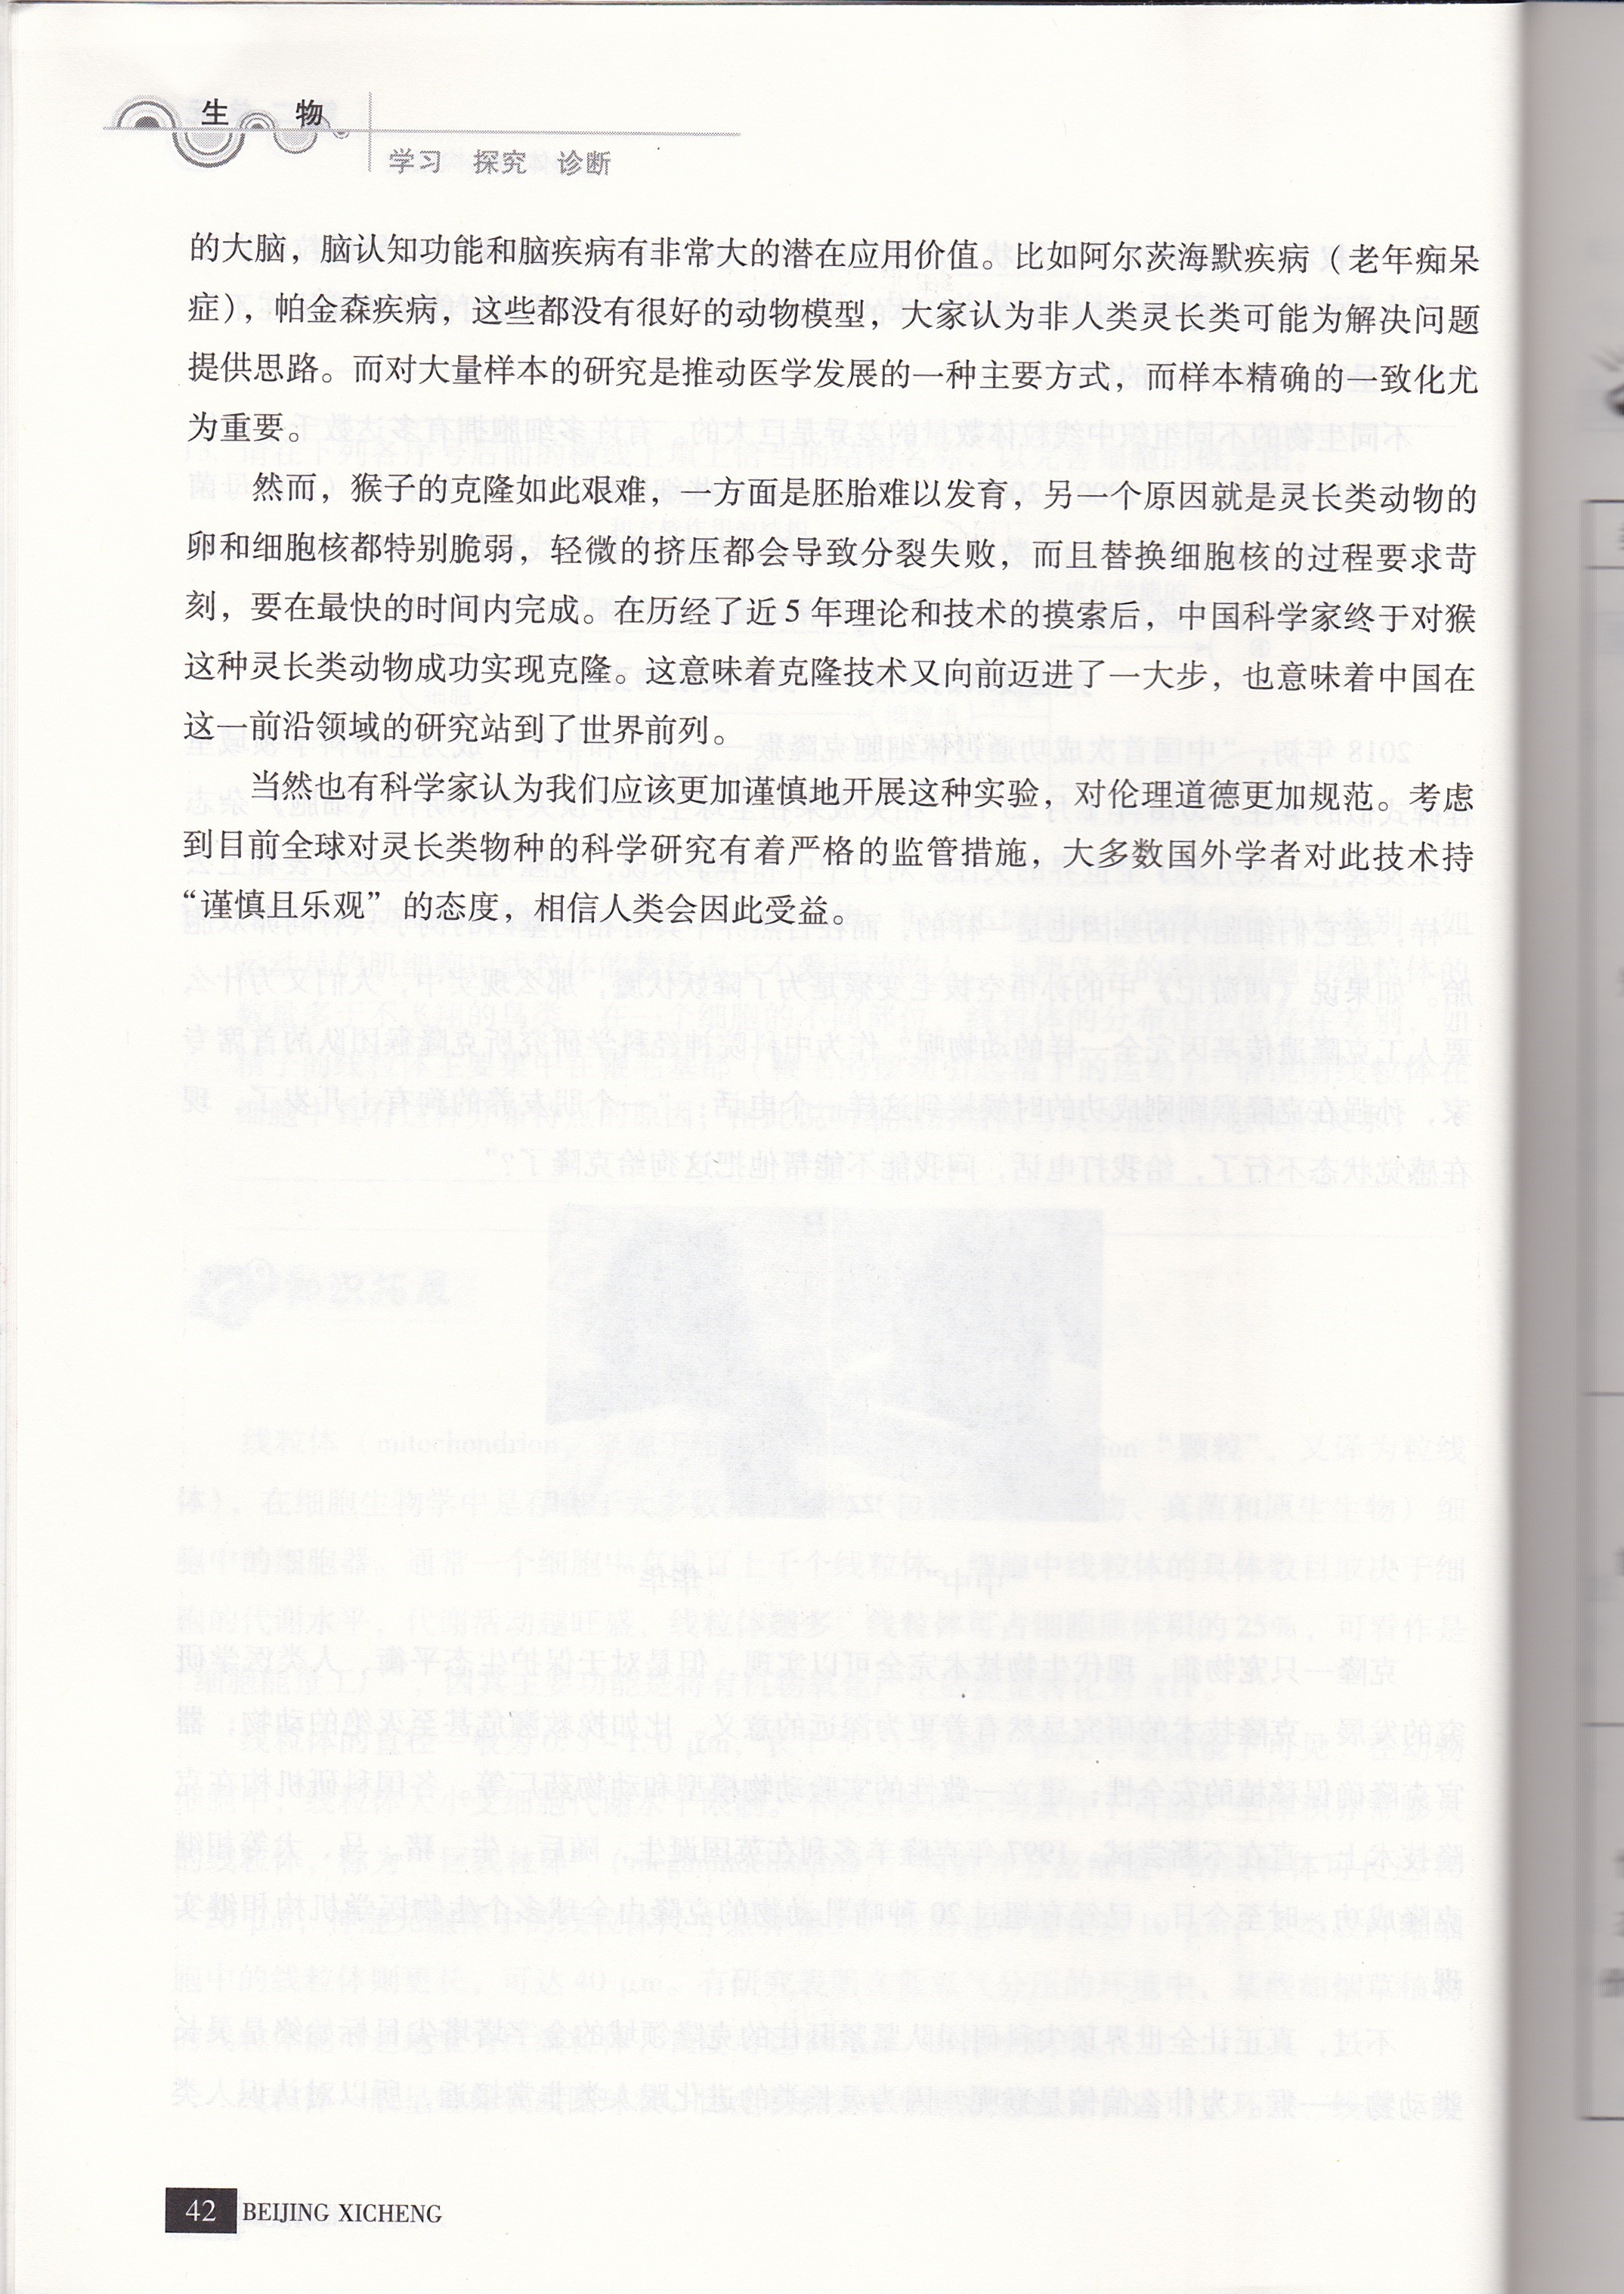 生 物
学习 探究 诊断
的大脑，脑认知功能和脑疾病有非常大的潜在应用价值。比如阿尔茨海默疾病（老年痴呆
症），帕金森疾病，这些都没有很好的动物模型，大家认为非人类灵长类可能为解决问题
提供思路。而对大量样本的研究是推动医学发展的一种主要方式，而样本精确的一致化尤
为重要。
然而，猴子的克隆如此艰难，一方面是胚胎难以发育，另一个原因就是灵长类动物的
卵和细胞核都特别脆弱，轻微的挤压都会导致分裂失败，而且替换细胞核的过程要求苛
刻，要在最快的时间内完成。在历经了近5年理论和技术的摸索后，中国科学家终于对猴
这种灵长类动物成功实现克隆。这意味着克隆技术又向前迈进了一大步，也意味着中国在
这一前沿领域的研究站到了世界前列。
当然也有科学家认为我们应该更加谨慎地开展这种实验，对伦理道德更加规范。考虑
到目前全球对灵长类物种的科学研究有着严格的监管措施，大多数国外学者对此技术持
“谨慎且乐观”的态度，相信人类会因此受益。
42 BEIJING XICHENG